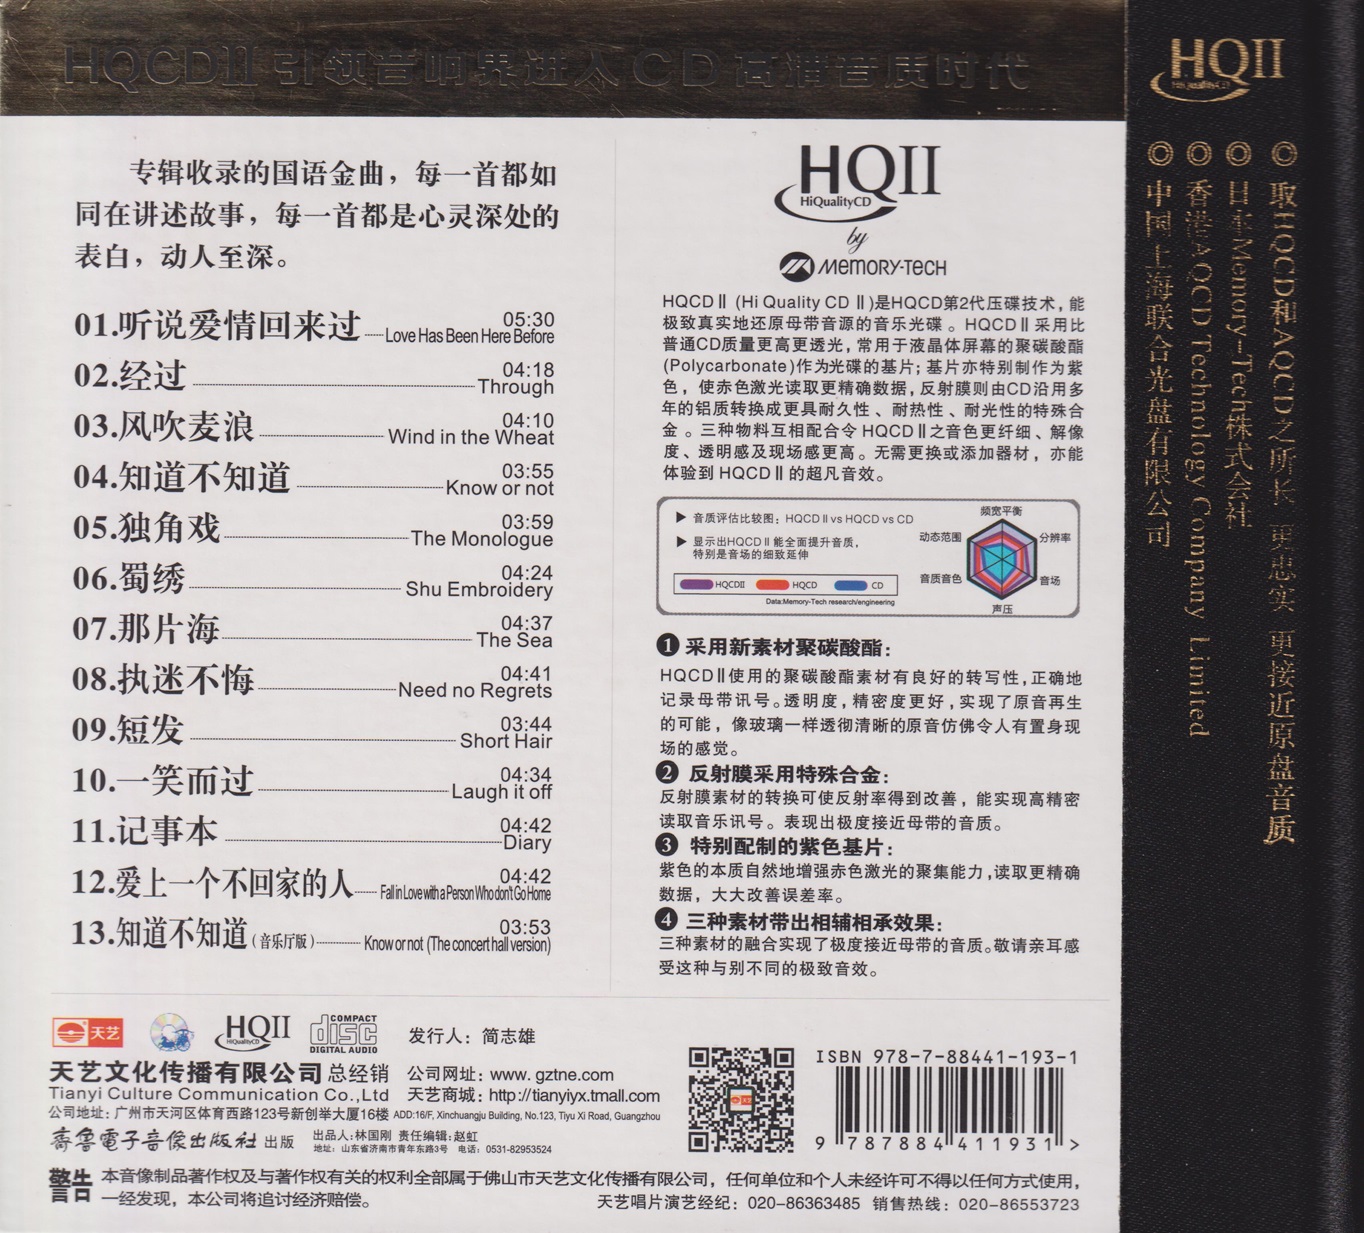 HQCDII 引领音响界进入CD高清音质时代
专辑收录的国语金曲，每一首都如
同在讲述故事，每一首都是心灵深处的
表白，动人至深。
01.听说爱情回来过 05:30 Love Has Been Here Before
02.经过 04:18 Through
03.风吹麦浪 04:10 Wind in the Wheat
04.知道不知道 03:55 Know or not
05.独角戏 03:59 The Monologue
06.蜀绣 04:24 Shu Embroidery
07.那片海 04:37 The Sea
08.执迷不悔 04:41 Need no Regrets
09.短发 03:44 Short Hair
10.一笑而过 04:34 Laugh it off
11.记事本 04:42 Diary
12.爱上一个不回家的人 04:42 Fall in Love with a Person Who don't Go Home
13.知道不知道（音乐厅版） 03:53 Know or not (The concert hall version)
HQII
HiQualityCD
by
MEMORY-TECH
HQCDⅡ (Hi Quality CD Ⅱ)是HQCD第2代压碟技术，能
极致真实地还原母带音源的音乐光碟。HQCDⅡ采用比
普通CD质量更高更透光，常用于液晶体屏幕的聚碳酸酯
(Polycarbonate)作为光碟的基片；基片亦特别制作为紫
色，使赤色激光读取更精确数据，反射膜则由CD沿用多
年的铝质转换成更具耐久性、耐热性、耐光性的特殊合
金。三种物料互相配合令HQCDⅡ之音色更纤细、解像
度、透明感及现场感更高。无需更换或添加器材，亦能
体验到HQCDⅡ的超凡音效。
▶ 音质评估比较图：HQCDⅡ vs HQCD vs CD
▶ 显示出HQCDⅡ能全面提升音质，
特别是音场的细致延伸
HQCDII HQCD CD
Data:Memory-Tech research/engineering
频宽平衡
动态范围 分辨率
音质音色 音场
声压
❶ 采用新素材聚碳酸酯：
HQCDⅡ使用的聚碳酸酯素材有良好的转写性，正确地
记录母带讯号。透明度，精密度更好，实现了原音再生
的可能，像玻璃一样透彻清晰的原音仿佛令人有置身现
场的感觉。
❷ 反射膜采用特殊合金：
反射膜素材的转换可使反射率得到改善，能实现高精密
读取音乐讯号。表现出极度接近母带的音质。
❸ 特别配制的紫色基片：
紫色的本质自然地增强赤色激光的聚集能力，读取更精确
数据，大大改善误差率。
❹ 三种素材带出相辅相承效果：
三种素材的融合实现了极度接近母带的音质。敬请亲耳感
受这种与别不同的极致音效。
天艺
HQII
HiQualityCD
COMPACT disc DIGITAL AUDIO
发行人：简志雄
天艺文化传播有限公司 总经销
公司网址：www. gztne.com
Tianyi Culture Communication Co.,Ltd
天艺商城：http://tianyiyx.tmall.com
公司地址：广州市天河区体育西路123号新创举大厦16楼 ADD:16/F, Xinchuangju Building, No.123, Tiyu Xi Road, Guangzhou
齐鲁电子音像出版社 出版
出品人：林国刚 责任编辑：赵虹
地址：山东省济南市青年东路3号 电话：0531-82953524
ISBN 978-7-88441-193-1
9 787884 411931 >
警告 本音像制品著作权及与著作权有关的权利全部属于佛山市天艺文化传播有限公司，任何单位和个人未经许可不得以任何方式使用，
一经发现，本公司将追讨经济赔偿。
天艺唱片演艺经纪：020-86363485 销售热线：020-86553723
HQII
HiQualityCD
◎ 取HQCD和AQCD之所长 更忠实 更接近原盘音质
◎ 日本Memory-Tech株式会社
◎ 香港AQCD Technology Company Limited
◎ 中国上海联合光盘有限公司